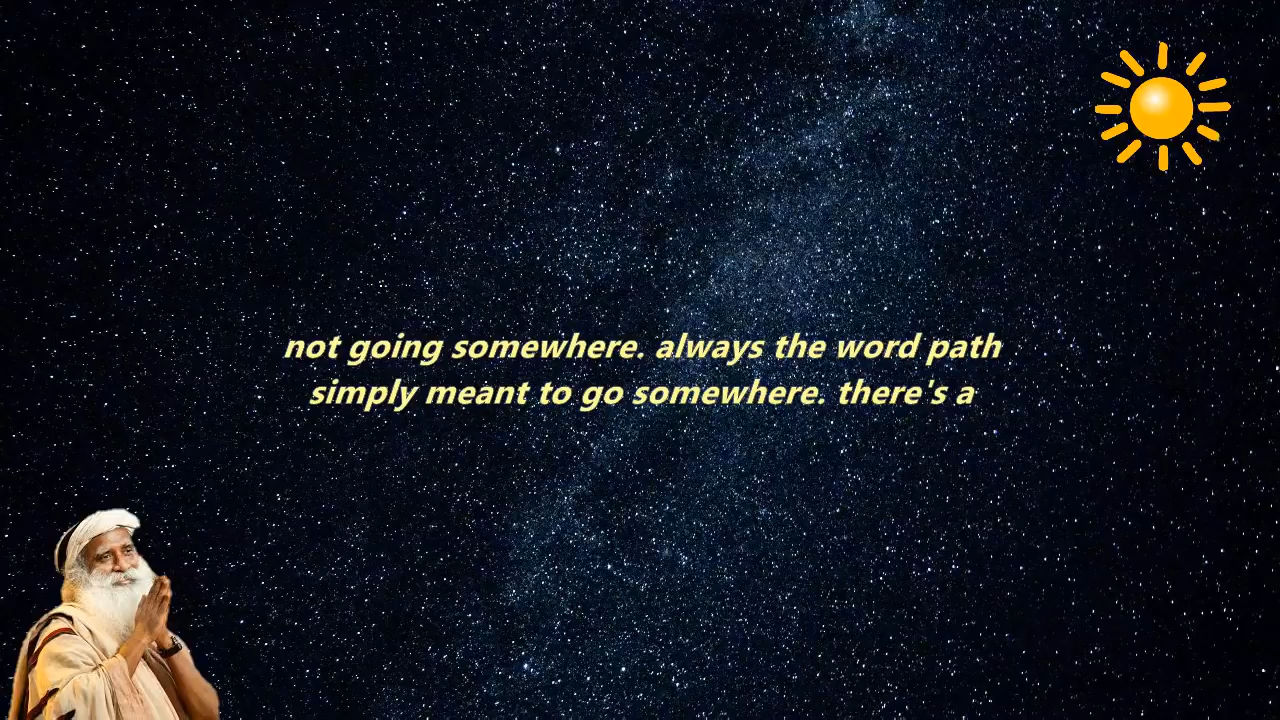 not going somewhere. always the word path
simply meant to go somewhere. there's a